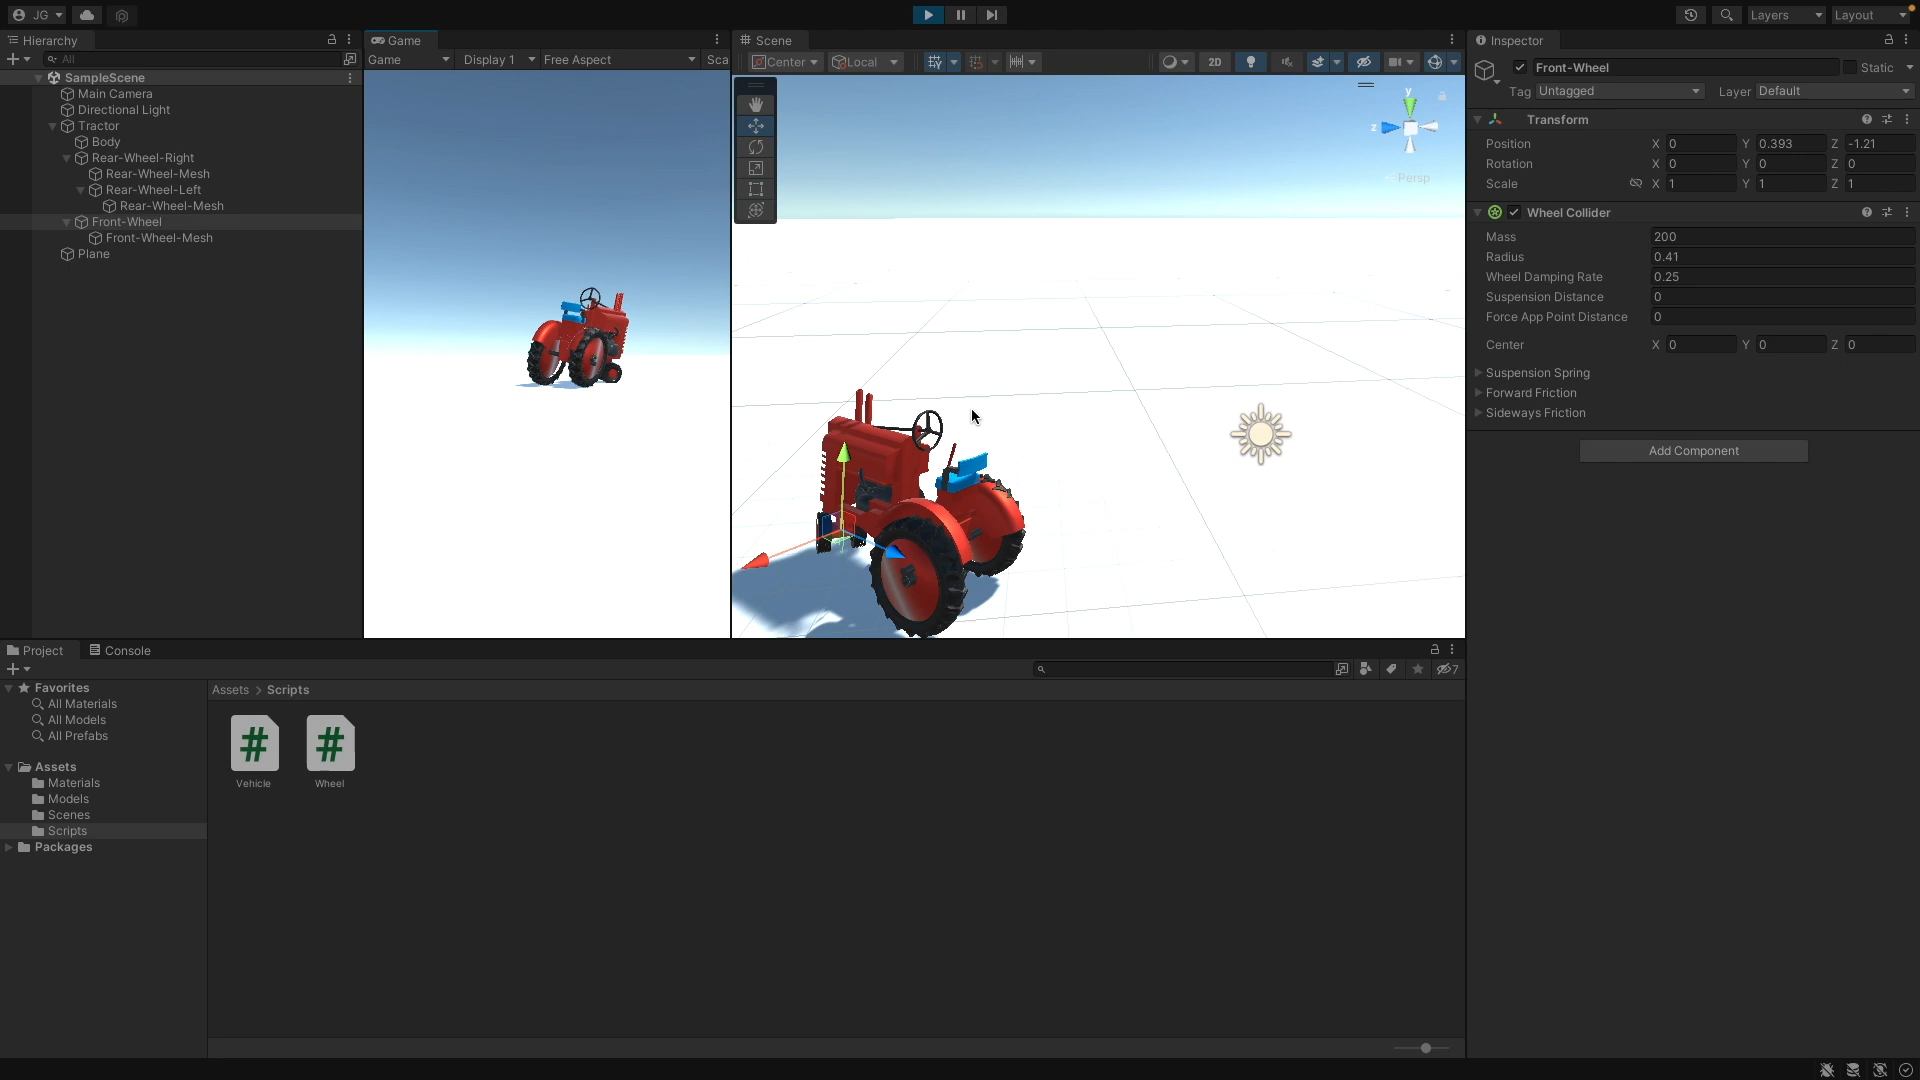 JG
Layers
Layout
Hierarchy
All
SampleScene
Main Camera
Directional Light
Tractor
Body
Rear-Wheel-Right
Rear-Wheel-Mesh
Rear-Wheel-Left
Rear-Wheel-Mesh
Front-Wheel
Front-Wheel-Mesh
Plane
Game
Game
Display 1
Free Aspect
Sca
Scene
Center
Local
2D
y
z
Persp
Inspector
Front-Wheel
Static
Tag
Untagged
Layer
Default
Transform
Position X 0 Y 0.393 Z -1.21
Rotation X 0 Y 0 Z 0
Scale X 1 Y 1 Z 1
Wheel Collider
Mass 200
Radius 0.41
Wheel Damping Rate 0.25
Suspension Distance 0
Force App Point Distance 0
Center X 0 Y 0 Z 0
Suspension Spring
Forward Friction
Sideways Friction
Add Component
Project
Console
7
Favorites
All Materials
All Models
All Prefabs
Assets
Materials
Models
Scenes
Scripts
Packages
Assets > Scripts
#
Vehicle
#
Wheel